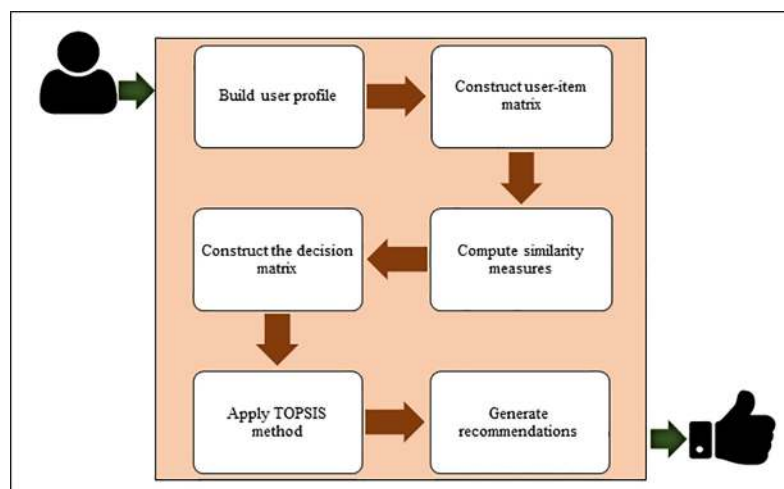 Build user profile
Construct user-item
matrix
Compute similarity
measures
Construct the decision
matrix
Apply TOPSIS
method
Generate
recommendations